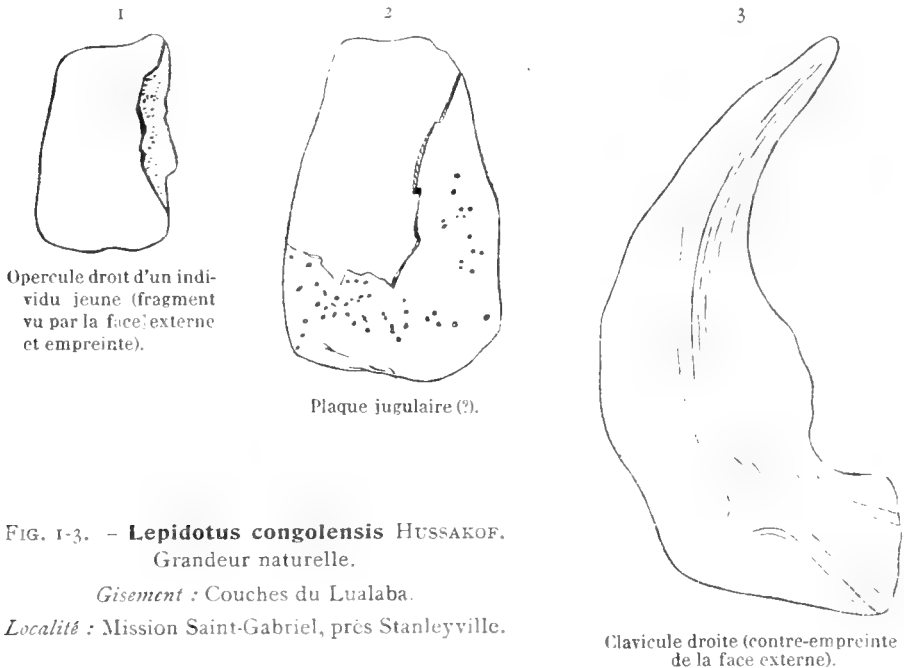 1
2
3
Opercule droit d'un indi-
vidu jeune (fragment
vu par la face externe
et empreinte).
Plaque jugulaire (?).
FIG. 1-3. – Lepidotus congolensis HUSSAKOF.
Grandeur naturelle.
Gisement : Couches du Lualaba.
Localité : Mission Saint-Gabriel, près Stanleyville.
Clavicule droite (contre-empreinte
de la face externe).